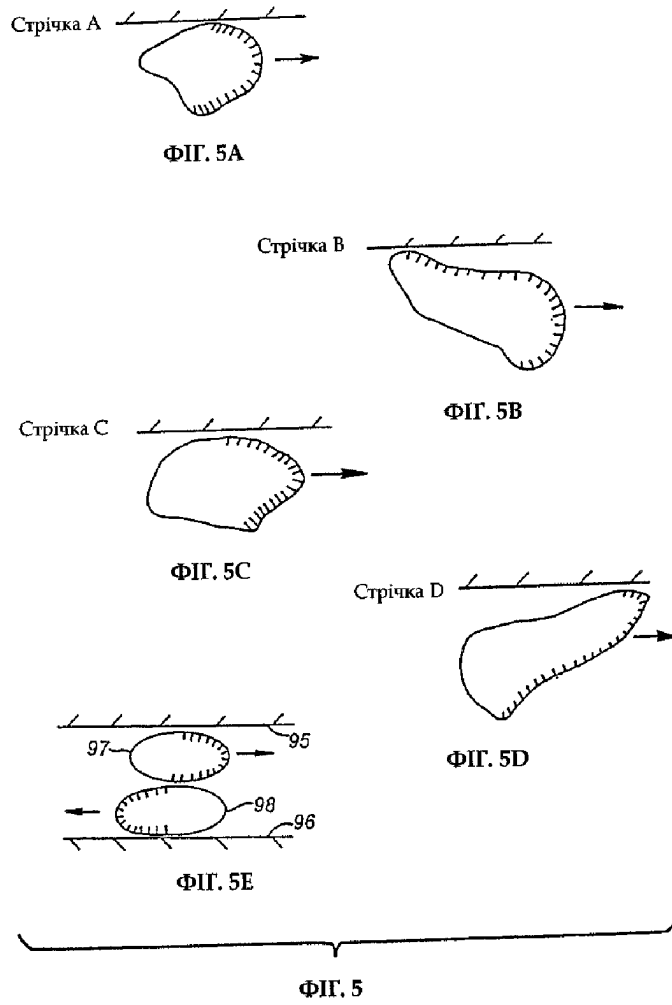 Стрічка A
ФІГ. 5A
Стрічка B
ФІГ. 5B
Стрічка C
ФІГ. 5C
Стрічка D
ФІГ. 5D
95
97
98
96
ФІГ. 5E
ФІГ. 5